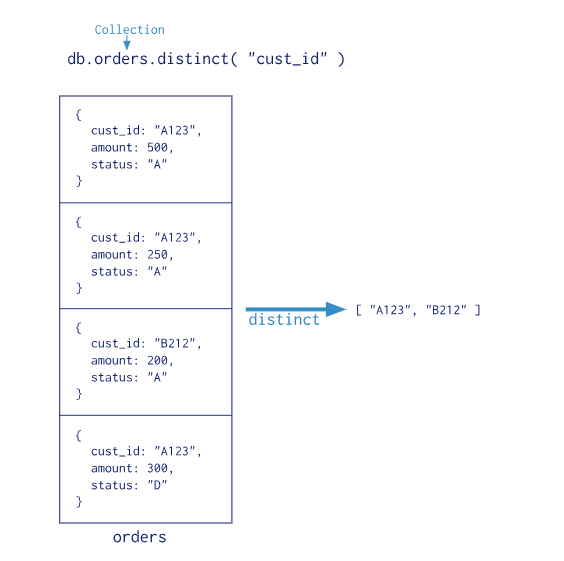 Collection
db.orders.distinct( "cust_id" )
{
cust_id: "A123",
amount: 500,
status: "A"
}
{
cust_id: "A123",
amount: 250,
status: "A"
}
{
cust_id: "B212",
amount: 200,
status: "A"
}
{
cust_id: "A123",
amount: 300,
status: "D"
}
orders
distinct
[ "A123", "B212" ]